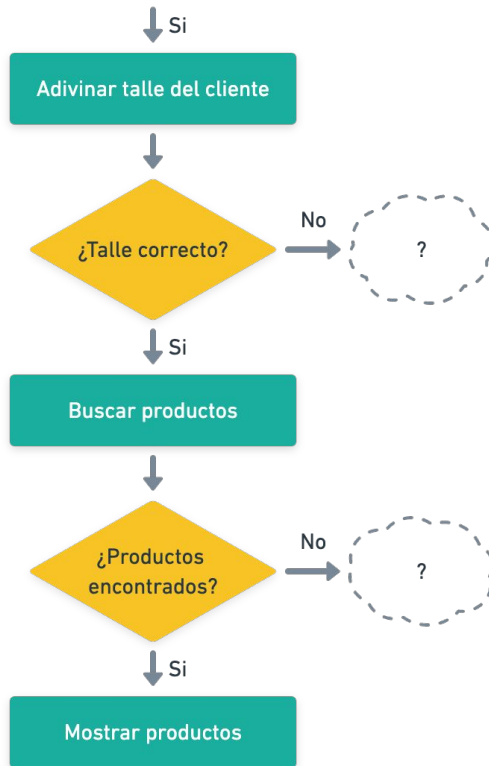 Si
Adivinar talle del cliente
¿Talle correcto?
No
?
Si
Buscar productos
¿Productos
encontrados?
No
?
Si
Mostrar productos